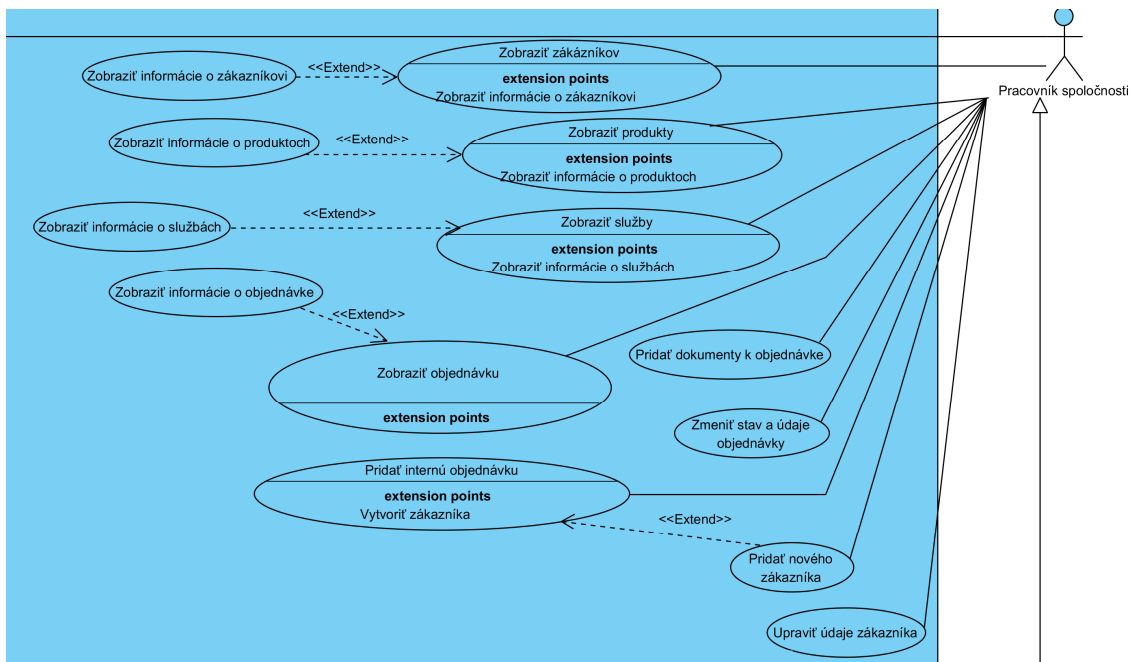 Zobraziť zákázníkov
<<Extend>>
Zobraziť informácie o zákazníkovi
extension points
Zobraziť informácie o zákazníkovi
Pracovník spoločnosti
Zobraziť produkty
<<Extend>>
Zobraziť informácie o produktoch
extension points
Zobraziť informácie o produktoch
Zobraziť služby
<<Extend>>
Zobraziť informácie o službách
extension points
Zobraziť informácie o službách
Zobraziť informácie o objednávke
<<Extend>>
Zobraziť objednávku
extension points
Pridať dokumenty k objednávke
Zmeniť stav a údaje
objednávky
Pridať internú objednávku
extension points
Vytvoriť zákazníka
<<Extend>>
Pridať nového
zákazníka
Upraviť údaje zákazníka